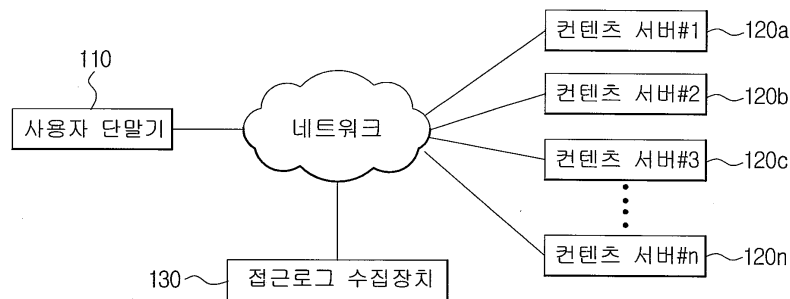 컨텐츠 서버#1
120a
110
컨텐츠 서버#2
120b
사용자 단말기
네트워크
컨텐츠 서버#3
120c
컨텐츠 서버#n
120n
130
접근로그 수집장치